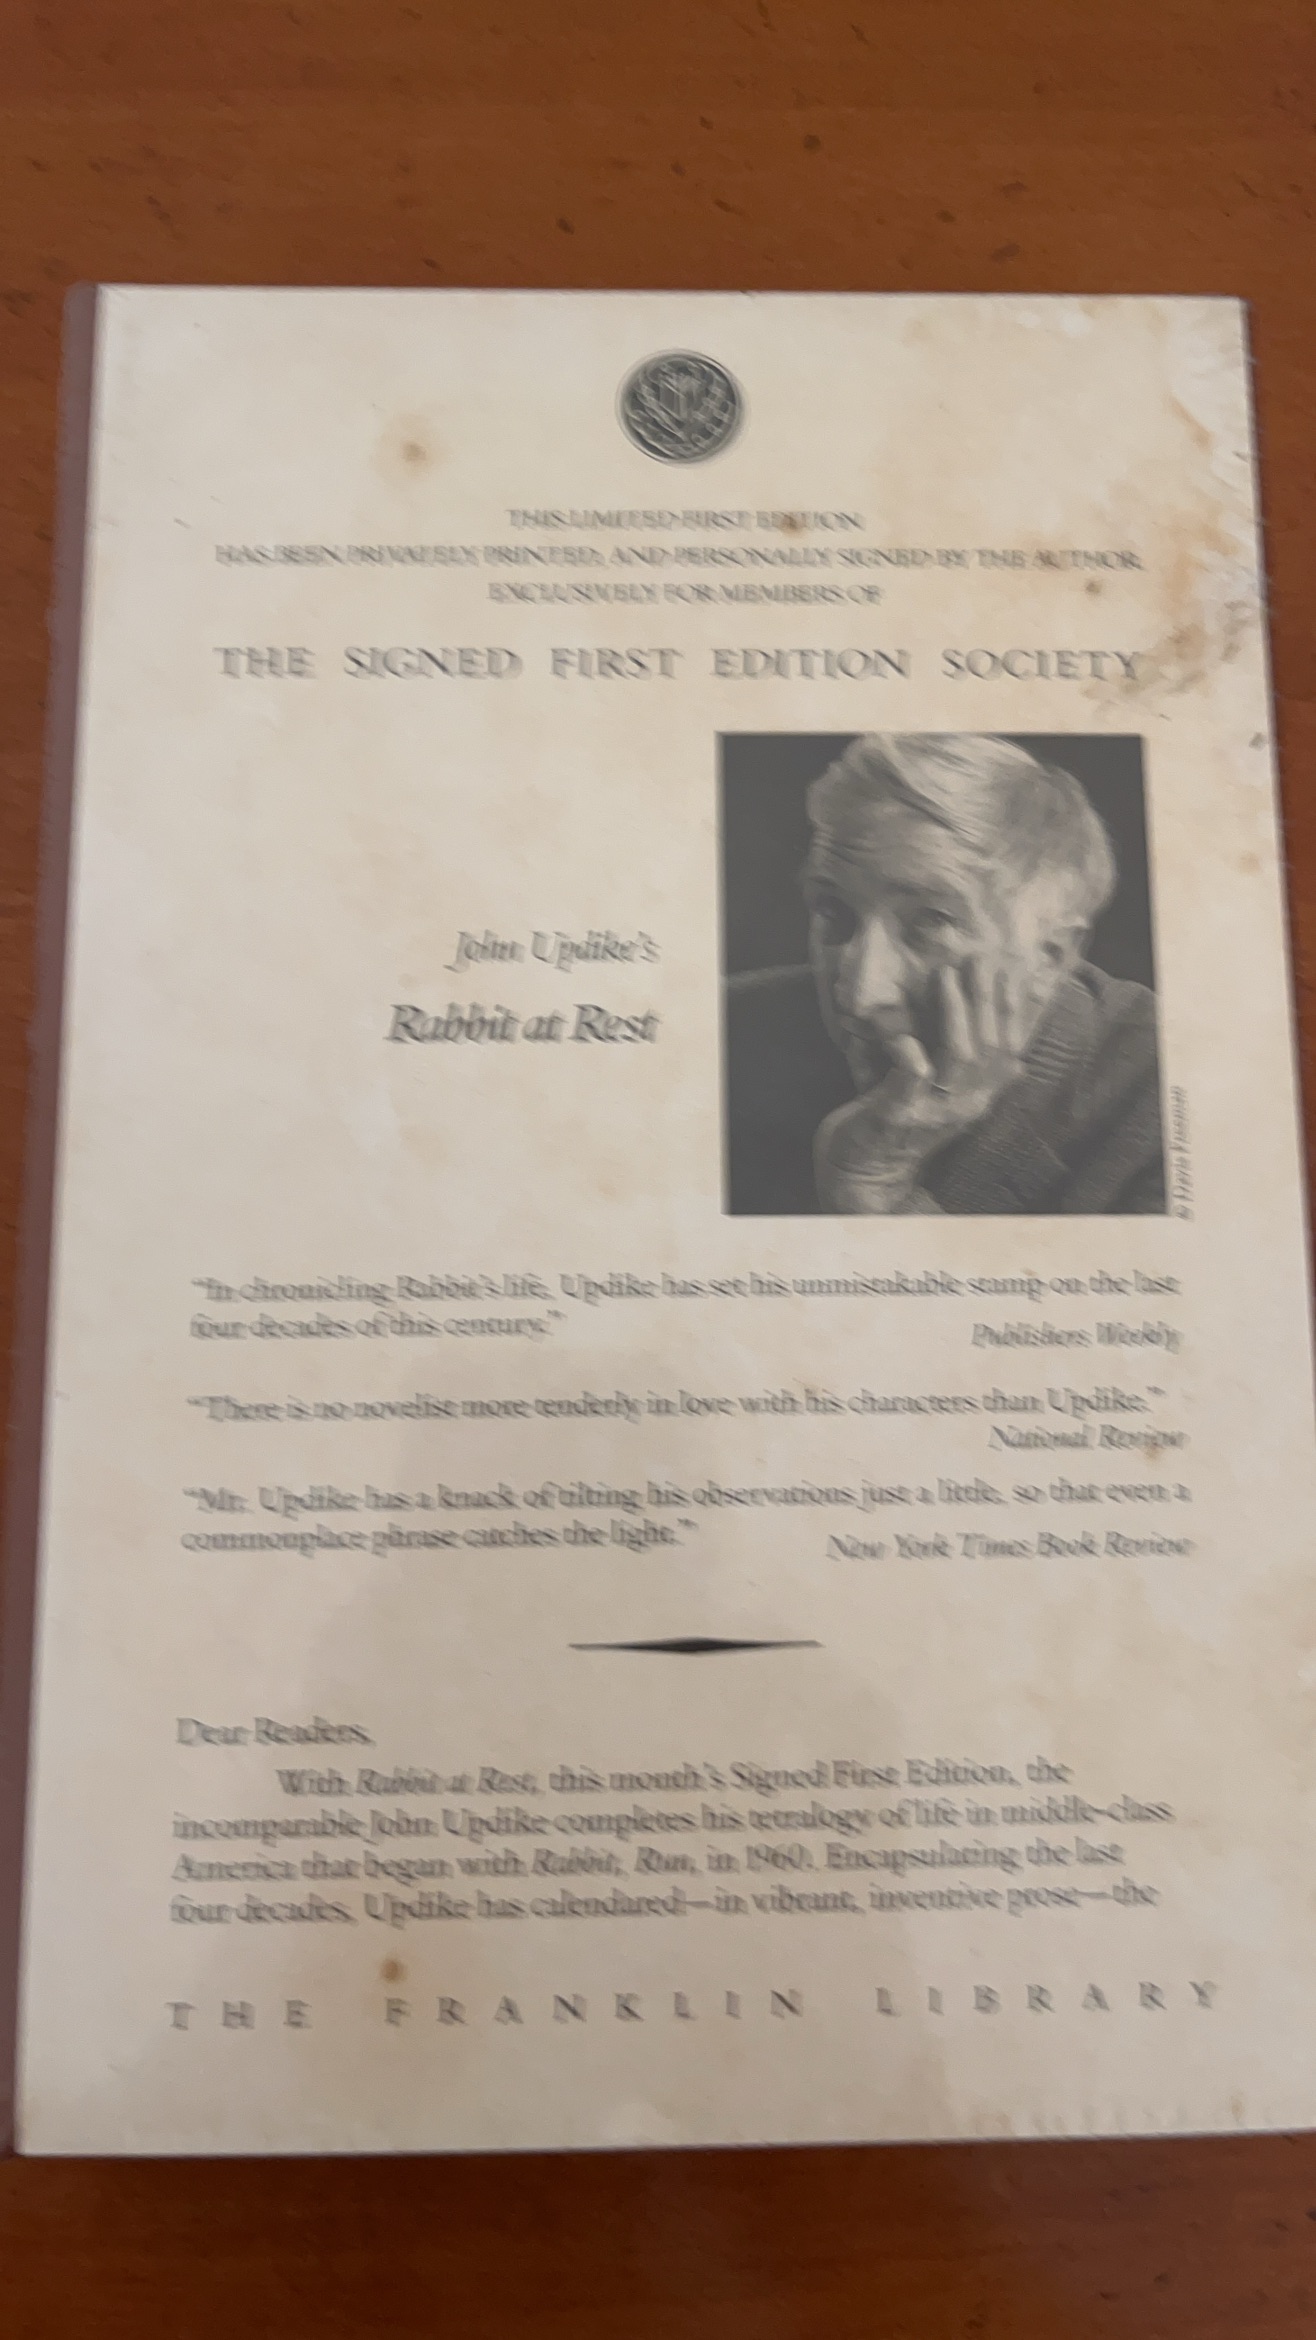 THIS LIMITED FIRST EDITION
HAS BEEN PRIVATELY PRINTED, AND PERSONALLY SIGNED BY THE AUTHOR
EXCLUSIVELY FOR MEMBERS OF
THE SIGNED FIRST EDITION SOCIETY
John Updike's
Rabbit at Rest
"In chronicling Rabbit's life, Updike has set his unmistakable stamp on the last
four decades of this century."
Publishers Weekly
"There is no novelist more tenderly in love with his characters than Updike."
National Review
"Mr. Updike has a knack of tilting his observations just a little, so that even a
commonplace phrase catches the light."
New York Times Book Review
Dear Readers,
With Rabbit at Rest, this month's Signed First Edition, the
incomparable John Updike completes his tetralogy of life in middle-class
America that began with Rabbit, Run, in 1960. Encapsulating the last
four decades, Updike has calendared—in vibrant, inventive prose—the
THE FRANKLIN LIBRARY